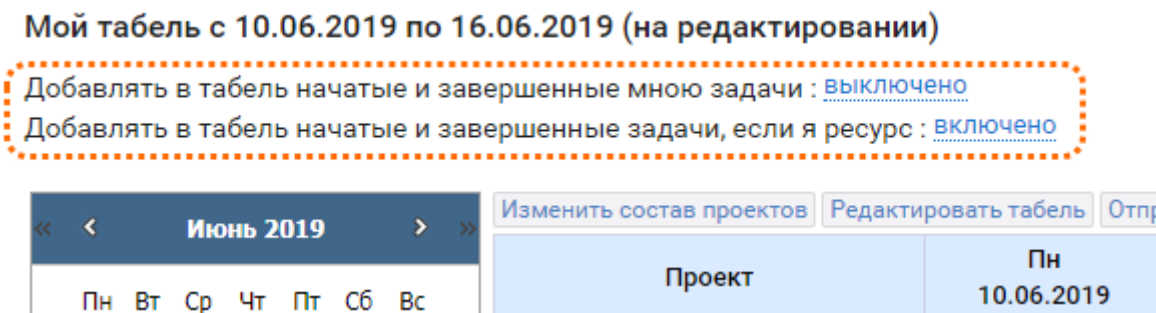 Мой табель с 10.06.2019 по 16.06.2019 (на редактировании)
Добавлять в табель начатые и завершенные мною задачи : выключено
Добавлять в табель начатые и завершенные задачи, если я ресурс : включено
« ‹ Июнь 2019 › »
Пн Вт Ср Чт Пт Сб Вс
Изменить состав проектов Редактировать табель
Проект
Пн
10.06.2019